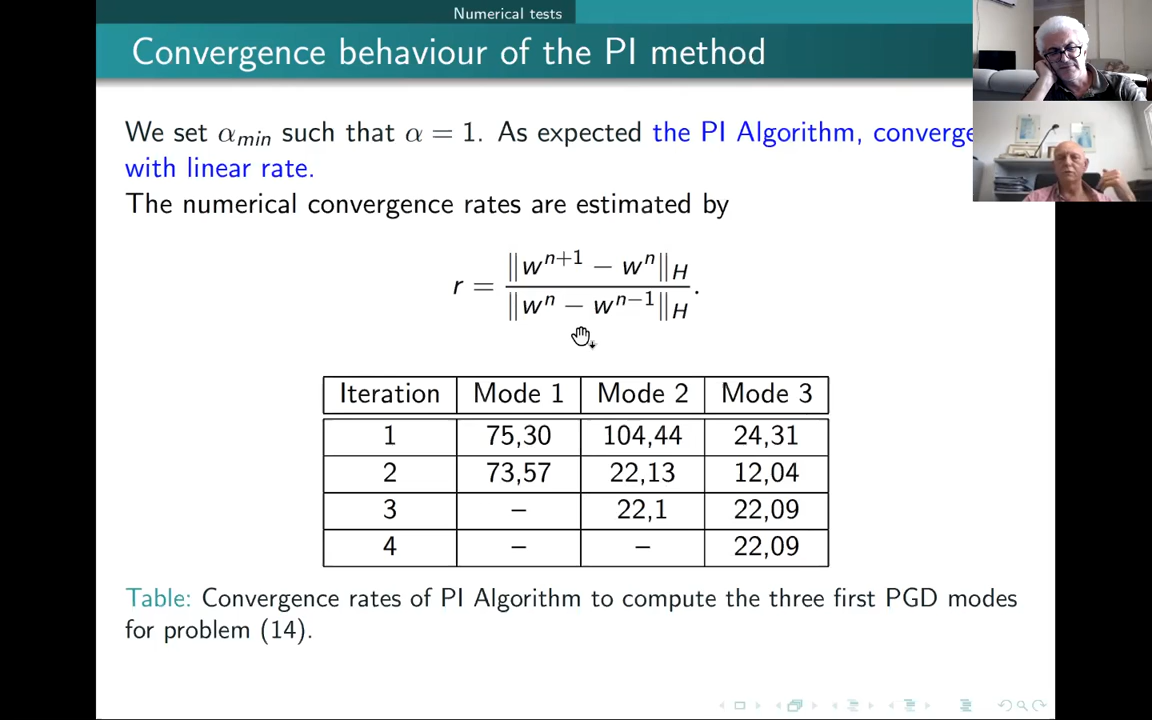 Numerical tests
Convergence behaviour of the PI method
We set α_min such that α = 1. As expected the PI Algorithm, converge
with linear rate.
The numerical convergence rates are estimated by
r = ‖w^{n+1} − w^n‖_H / ‖w^n − w^{n−1}‖_H .
Iteration Mode 1 Mode 2 Mode 3
1 75,30 104,44 24,31
2 73,57 22,13 12,04
3 – 22,1 22,09
4 – – 22,09
Table: Convergence rates of PI Algorithm to compute the three first PGD modes
for problem (14).